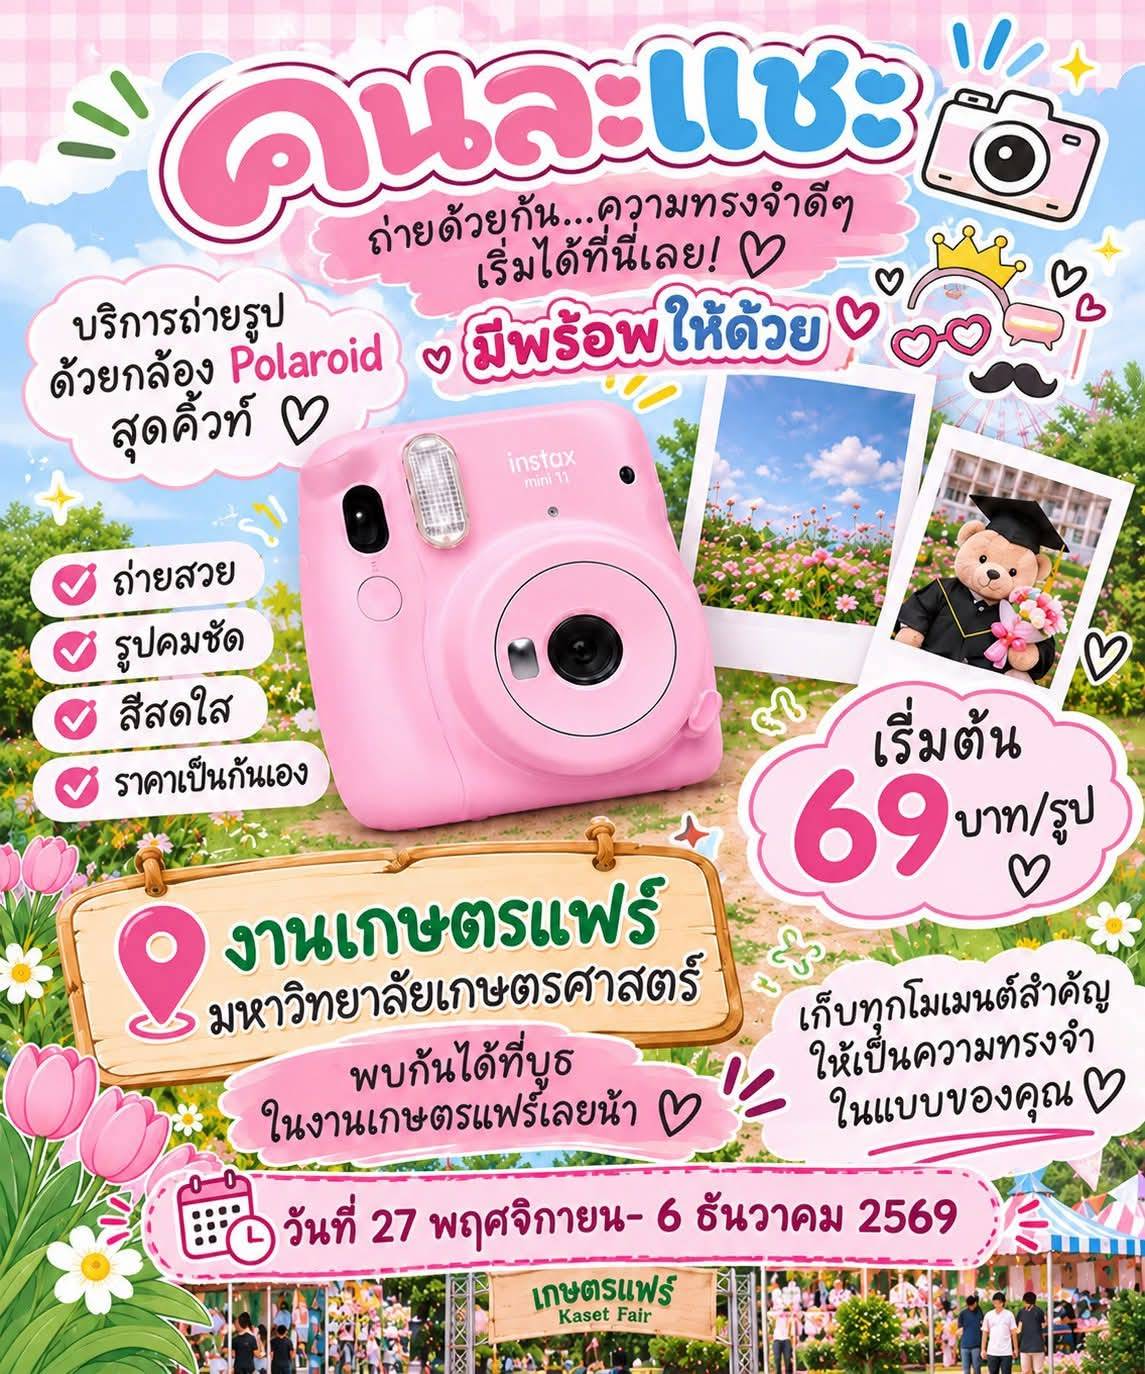 คนละแชะ
ถ่ายด้วยกัน...ความทรงจำดีๆ
เริ่มได้ที่นี่เลย!
มีพร้อพให้ด้วย
บริการถ่ายรูป
ด้วยกล้อง Polaroid
สุดคิ้วท์
instax
mini 11
ถ่ายสวย
รูปคมชัด
สีสดใส
ราคาเป็นกันเอง
เริ่มต้น
69 บาท/รูป
งานเกษตรแฟร์
มหาวิทยาลัยเกษตรศาสตร์
พบกันได้ที่บูธ
ในงานเกษตรแฟร์เลยน้า
เก็บทุกโมเมนต์สำคัญ
ให้เป็นความทรงจำ
ในแบบของคุณ
วันที่ 27 พฤศจิกายน- 6 ธันวาคม 2569
เกษตรแฟร์
Kaset Fair